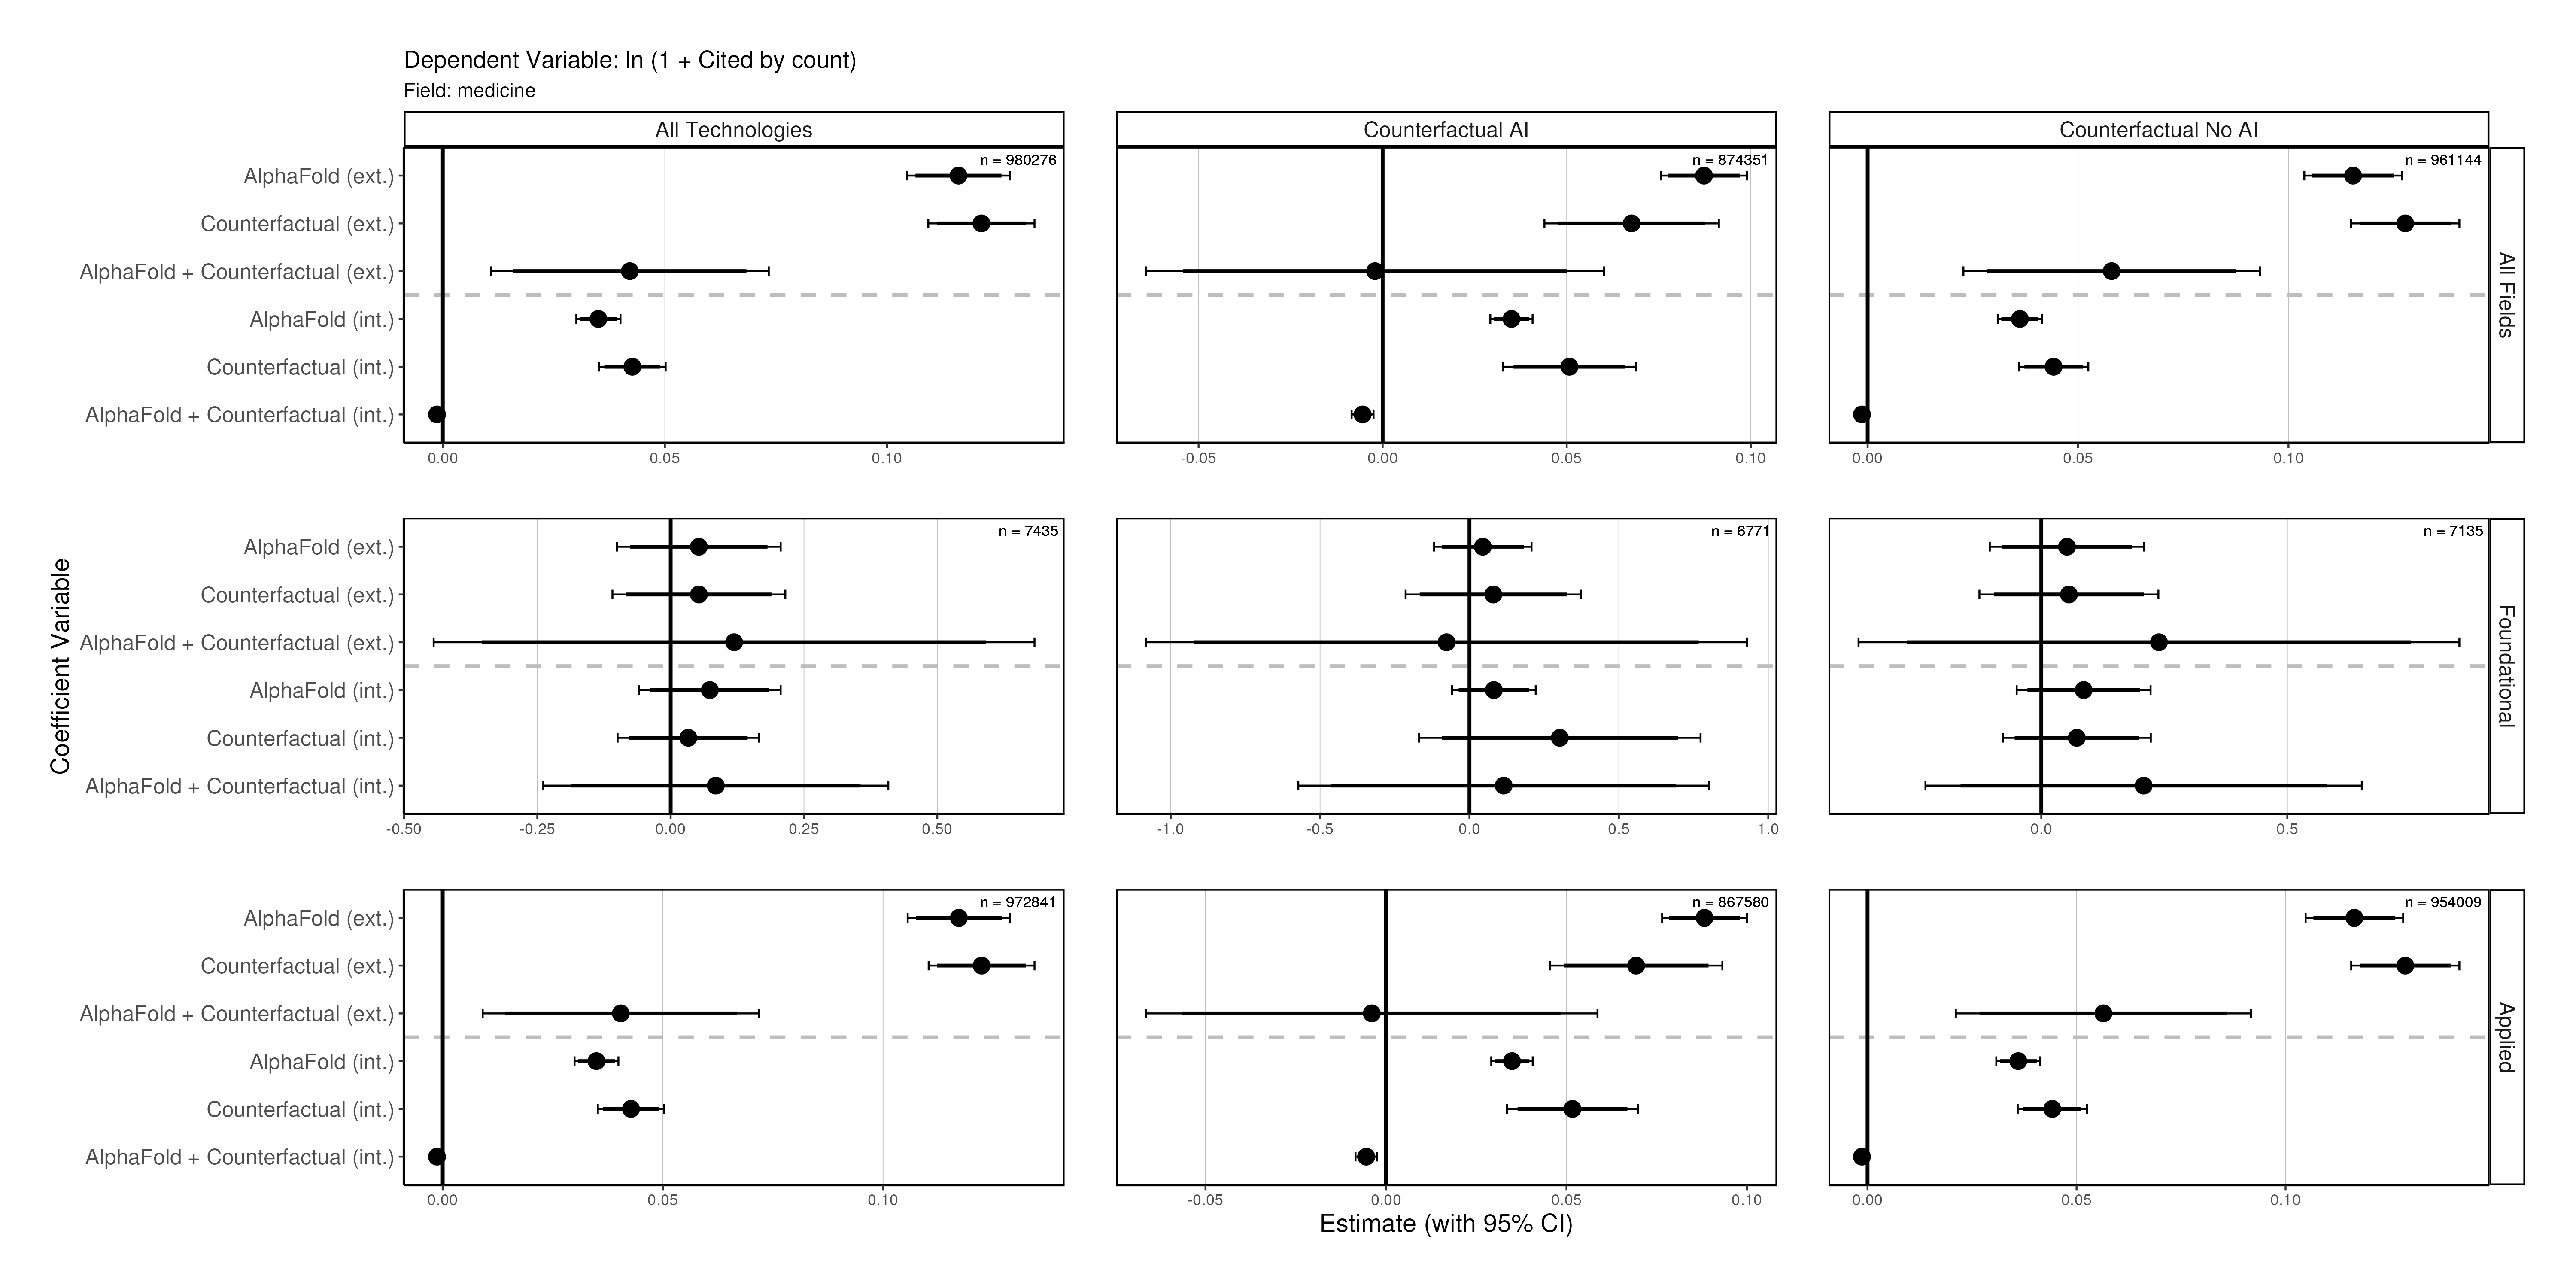 Dependent Variable: ln (1 + Cited by count)
Field: medicine
All Technologies
Counterfactual AI
Counterfactual No AI
n = 980276
n = 874351
n = 961144
AlphaFold (ext.)
Counterfactual (ext.)
AlphaFold + Counterfactual (ext.)
AlphaFold (int.)
Counterfactual (int.)
AlphaFold + Counterfactual (int.)
All Fields
0.00 0.05 0.10
-0.05 0.00 0.05 0.10
0.00 0.05 0.10
Coefficient Variable
n = 7435
n = 6771
n = 7135
AlphaFold (ext.)
Counterfactual (ext.)
AlphaFold + Counterfactual (ext.)
AlphaFold (int.)
Counterfactual (int.)
AlphaFold + Counterfactual (int.)
Foundational
-0.50 -0.25 0.00 0.25 0.50
-1.0 -0.5 0.0 0.5 1.0
0.0 0.5
n = 972841
n = 867580
n = 954009
AlphaFold (ext.)
Counterfactual (ext.)
AlphaFold + Counterfactual (ext.)
AlphaFold (int.)
Counterfactual (int.)
AlphaFold + Counterfactual (int.)
Applied
0.00 0.05 0.10
-0.05 0.00 0.05 0.10
0.00 0.05 0.10
Estimate (with 95% CI)